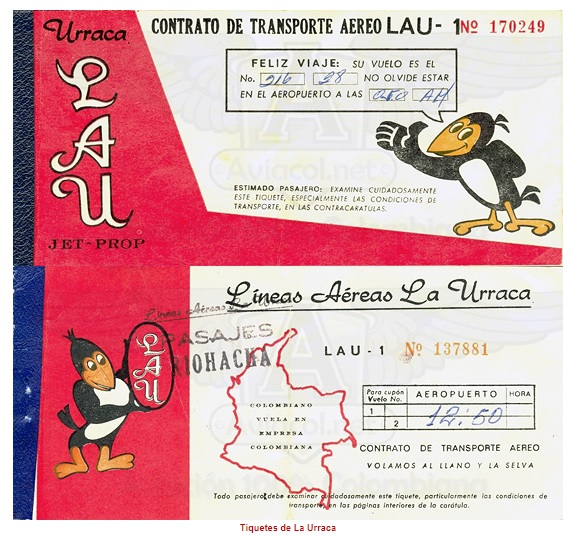 Urraca
LAU
JET-PROP
CONTRATO DE TRANSPORTE AEREO LAU - 1 Nº 170249
FELIZ VIAJE: SU VUELO ES EL
No. 216 28 NO OLVIDE ESTAR
EN EL AEROPUERTO A LAS
Aviacol.net
ESTIMADO PASAJERO: EXAMINE CUIDADOSAMENTE
ESTE TIQUETE, ESPECIALMENTE LAS CONDICIONES DE
TRANSPORTE, EN LAS CONTRACARATULAS.
Líneas Aéreas La Urraca
PASAJES
RIOHACHA
LAU
LAU - 1 Nº 137881
COLOMBIANO
VUELA EN
EMPRESA
COLOMBIANA
Para cupón AEROPUERTO HORA
Vuelo No.
1
2
12:50
CONTRATO DE TRANSPORTE AEREO
VOLAMOS AL LLANO Y LA SELVA
Todo pasajero debe examinar cuidadosamente este tiquete, particularmente las condiciones de
transporte en las páginas interiores de la carátula.
Tiquetes de La Urraca